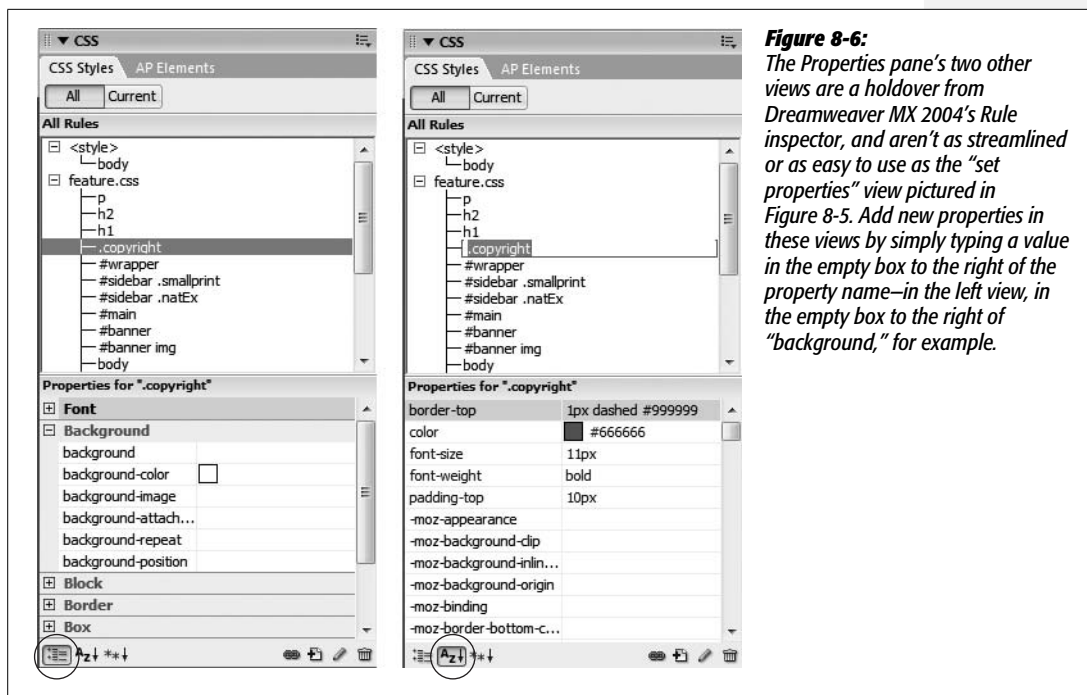 CSS
CSS Styles AP Elements
All Current
All Rules
<style>
body
feature.css
p
h2
h1
.copyright
#wrapper
#sidebar .smallprint
#sidebar .natEx
#main
#banner
#banner img
body
Properties for ".copyright"
Font
Background
background
background-color
background-image
background-attach...
background-repeat
background-position
Block
Border
Box
CSS
CSS Styles AP Elements
All Current
All Rules
<style>
body
feature.css
p
h2
h1
.copyright
#wrapper
#sidebar .smallprint
#sidebar .natEx
#main
#banner
#banner img
body
Properties for ".copyright"
border-top 1px dashed #999999
color #666666
font-size 11px
font-weight bold
padding-top 10px
-moz-appearance
-moz-background-clip
-moz-background-inlin...
-moz-background-origin
-moz-binding
-moz-border-bottom-c...
Figure 8-6:
The Properties pane's two other
views are a holdover from
Dreamweaver MX 2004's Rule
inspector, and aren't as streamlined
or as easy to use as the “set
properties” view pictured in
Figure 8-5. Add new properties in
these views by simply typing a value
in the empty box to the right of the
property name—in the left view, in
the empty box to the right of
“background,” for example.